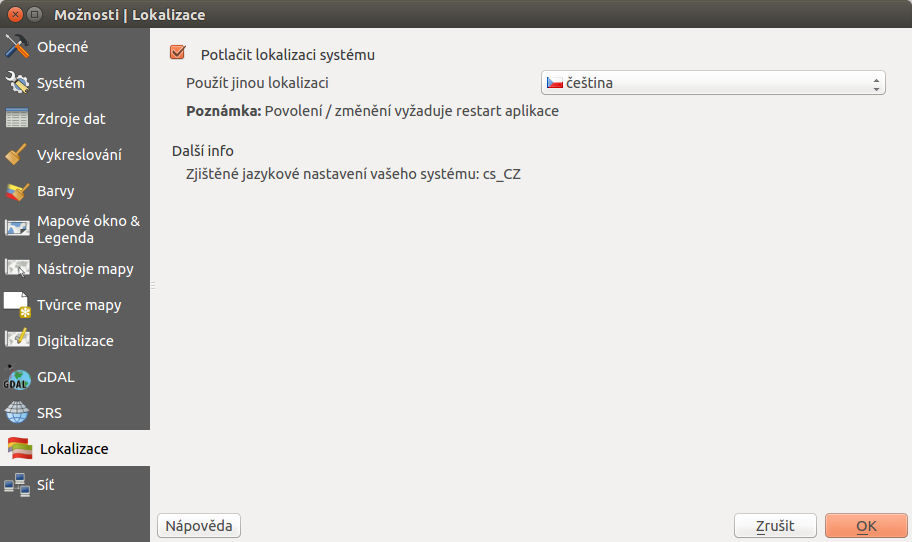 Možnosti | Lokalizace
Obecné
Systém
Zdroje dat
Vykreslování
Barvy
Mapové okno &
Legenda
Nástroje mapy
Tvůrce mapy
Digitalizace
GDAL
GDAL
SRS
Lokalizace
Síť
Potlačit lokalizaci systému
Použít jinou lokalizaci
čeština
Poznámka: Povolení / změnění vyžaduje restart aplikace
Další info
Zjištěné jazykové nastavení vašeho systému: cs_CZ
Nápověda
Zrušit
OK